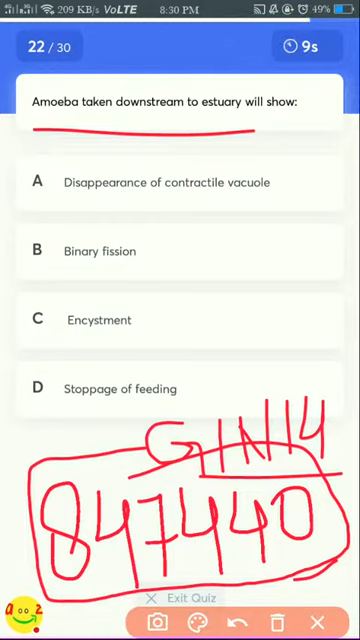 209 KB/s VoLTE 8:30 PM 49%
22 / 30 9s
Amoeba taken downstream to estuary will show:
A Disappearance of contractile vacuole
B Binary fission
C Encystment
D Stoppage of feeding
847440
Exit Quiz
a z